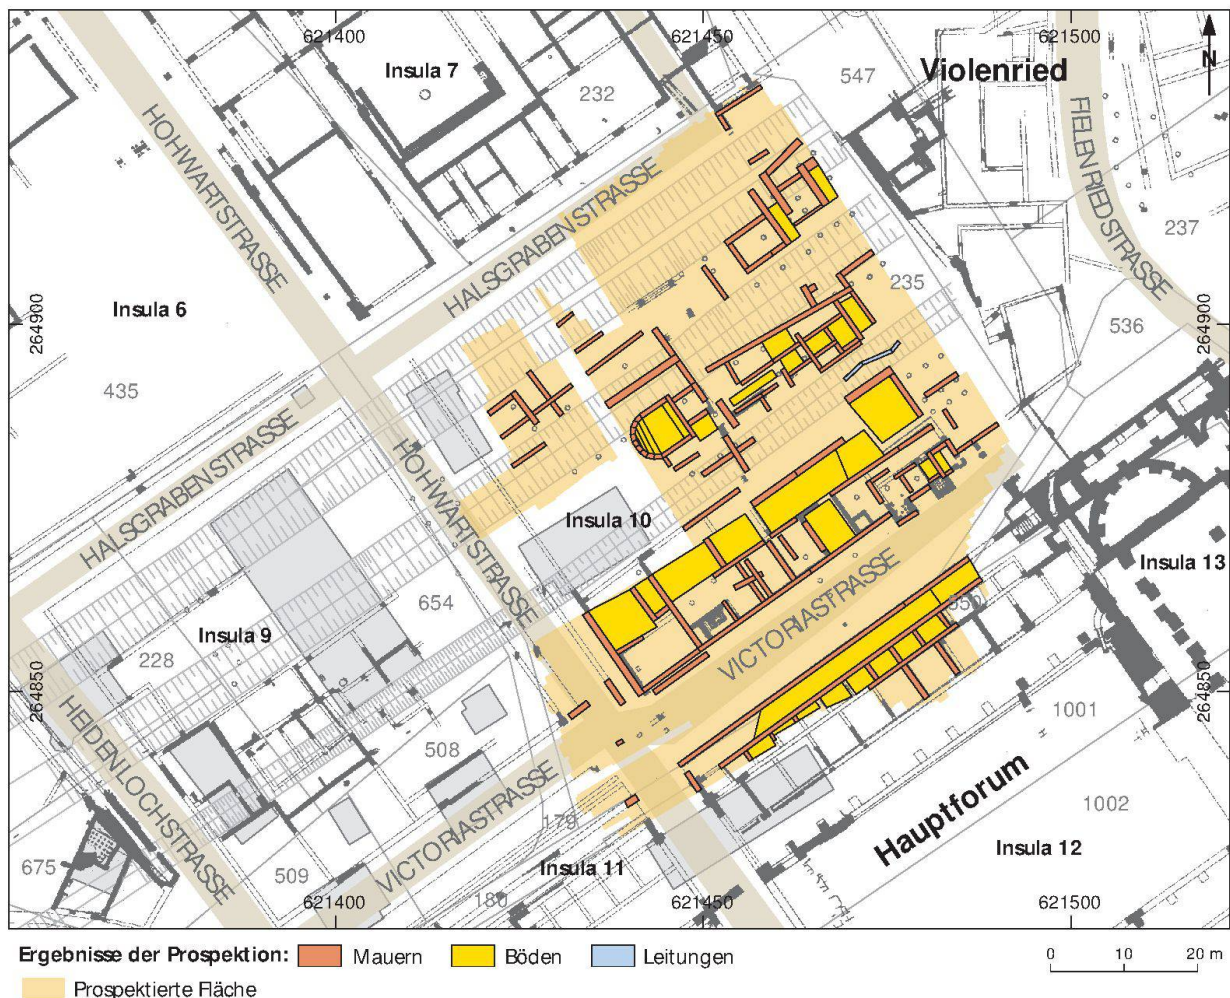 621400
621450
621500
N
Insula 7
Violenried
547
232
HOHWARTSTRASSE
FIELENRIEDSTRASSE
237
HALSGRABENSTRASSE
235
Insula 6
264900
264900
536
435
HOHWARTSTRASSE
HALSGRABENSTRASSE
Insula 10
Insula 13
654
VICTORIASTRASSE
550
Insula 9
228
264850
264850
HEIDENLOCHSTRASSE
508
1001
VICTORIASTRASSE
179
Hauptforum
1002
Insula 12
675
509
Insula 11
180
621400
621450
621500
Ergebnisse der Prospektion: Mauern Böden Leitungen
Prospektierte Fläche
0 10 20 m